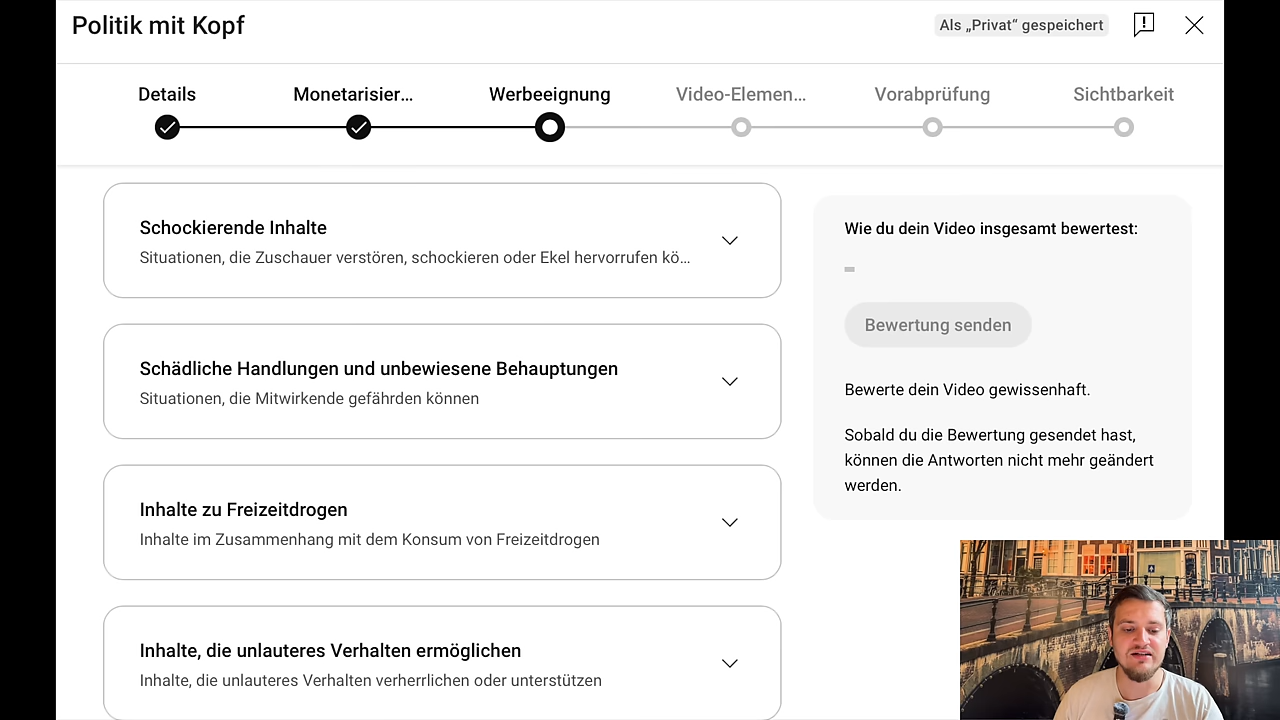 Politik mit Kopf
Als „Privat“ gespeichert
Details
Monetarisier…
Werbeeignung
Video-Elemen…
Vorabprüfung
Sichtbarkeit
Schockierende Inhalte
Situationen, die Zuschauer verstören, schockieren oder Ekel hervorrufen kö…
Schädliche Handlungen und unbewiesene Behauptungen
Situationen, die Mitwirkende gefährden können
Inhalte zu Freizeitdrogen
Inhalte im Zusammenhang mit dem Konsum von Freizeitdrogen
Inhalte, die unlauteres Verhalten ermöglichen
Inhalte, die unlauteres Verhalten verherrlichen oder unterstützen
Wie du dein Video insgesamt bewertest:
Bewertung senden
Bewerte dein Video gewissenhaft.
Sobald du die Bewertung gesendet hast,
können die Antworten nicht mehr geändert
werden.